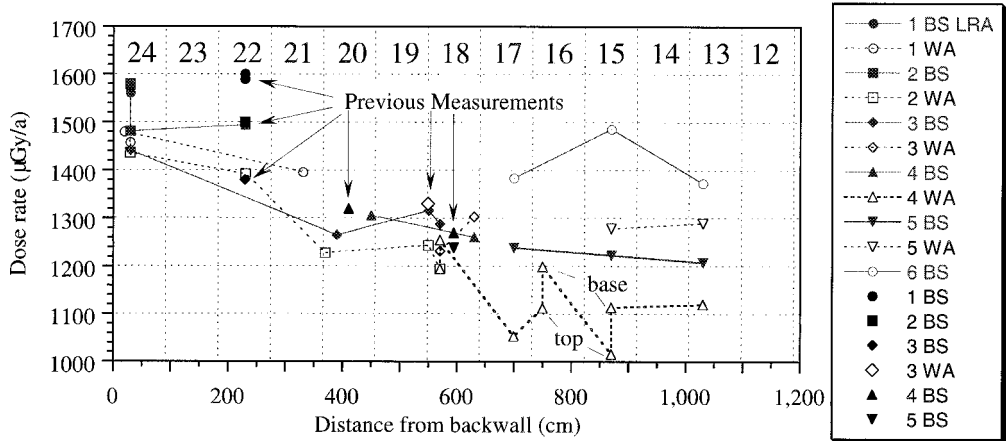 1700
1600
1500
1400
1300
1200
1100
1000
Dose rate (μGy/a)
24 23 22 21 20 19 18 17 16 15 14 13 12
Previous Measurements
base
top
0 200 400 600 800 1,000 1,200
Distance from backwall (cm)
1 BS LRA
1 WA
2 BS
2 WA
3 BS
3 WA
4 BS
4 WA
5 BS
5 WA
6 BS
1 BS
2 BS
3 BS
3 WA
4 BS
5 BS